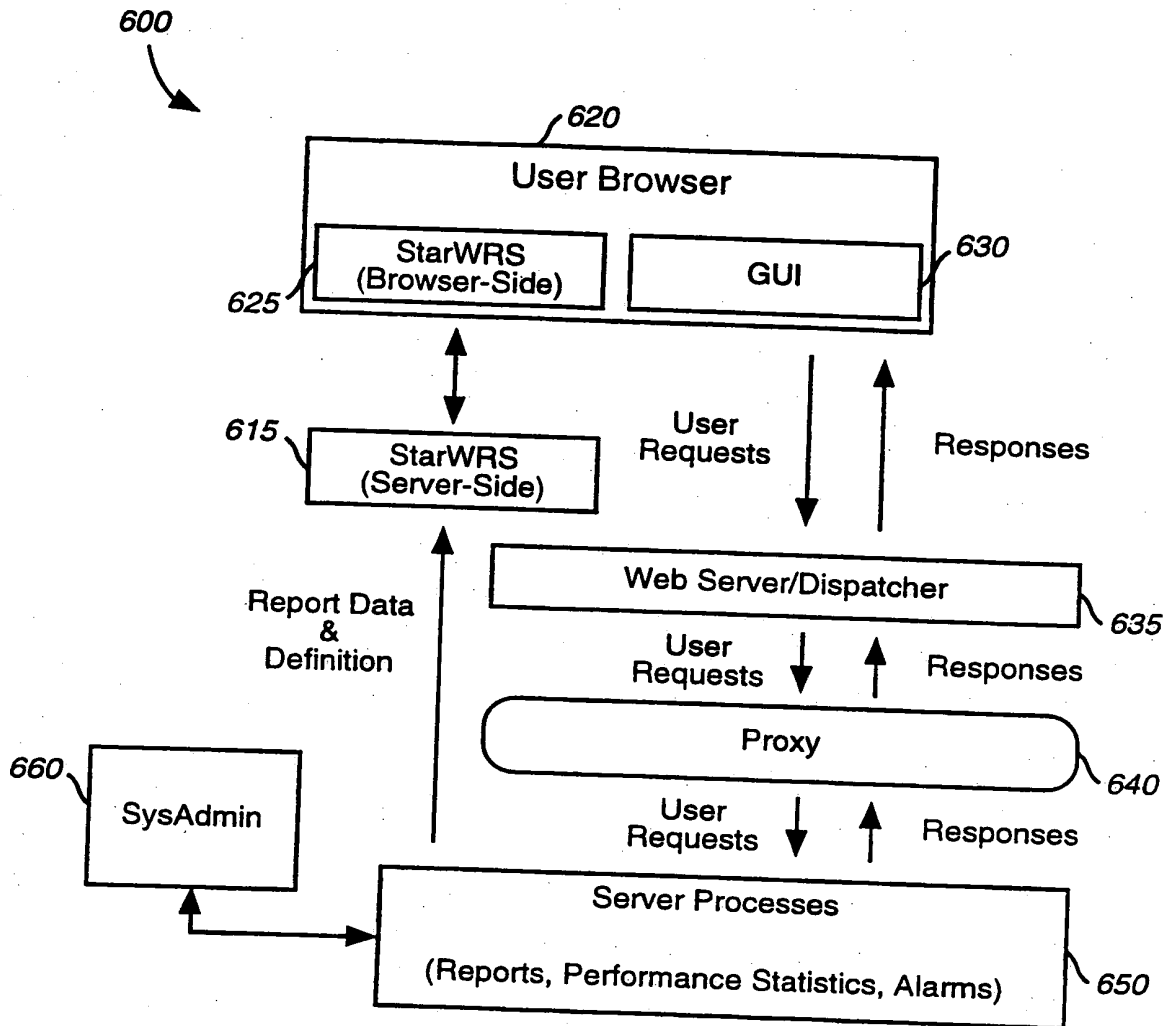 600
620
User Browser
StarWRS
(Browser-Side)
GUI
630
625
615
StarWRS
(Server-Side)
User
Requests
Responses
Web Server/Dispatcher
635
Report Data
&
Definition
User
Requests
Responses
Proxy
640
660
SysAdmin
User
Requests
Responses
Server Processes
(Reports, Performance Statistics, Alarms)
650